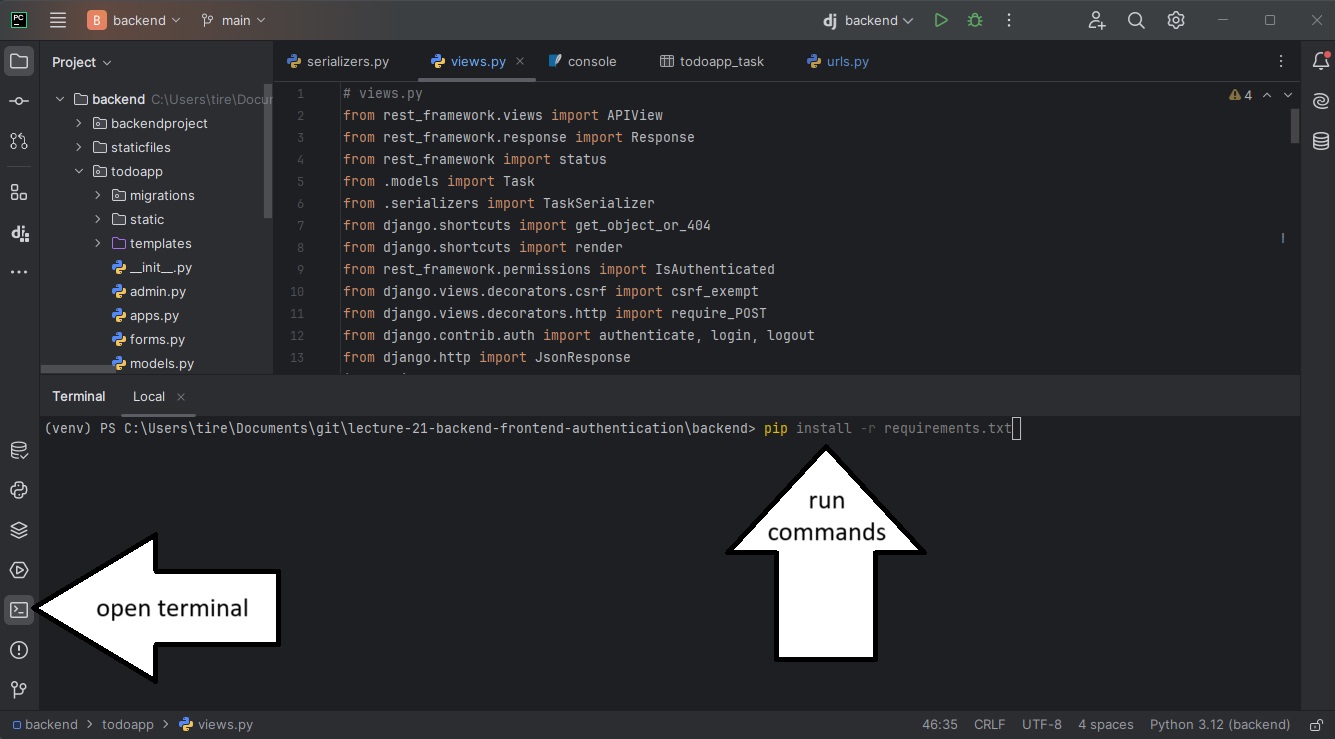 PC
B backend
main
dj backend
Project
serializers.py
views.py
console
todoapp_task
urls.py
backend C:\Users\tire\Docu
backendproject
staticfiles
todoapp
migrations
static
templates
__init__.py
admin.py
apps.py
forms.py
models.py
4
1 # views.py
2 from rest_framework.views import APIView
3 from rest_framework.response import Response
4 from rest_framework import status
5 from .models import Task
6 from .serializers import TaskSerializer
7 from django.shortcuts import get_object_or_404
8 from django.shortcuts import render
9 from rest_framework.permissions import IsAuthenticated
10 from django.views.decorators.csrf import csrf_exempt
11 from django.views.decorators.http import require_POST
12 from django.contrib.auth import authenticate, login, logout
13 from django.http import JsonResponse
dj
Terminal
Local
(venv) PS C:\Users\tire\Documents\git\lecture-21-backend-frontend-authentication\backend> pip install -r requirements.txt
run
commands
open terminal
backend > todoapp > views.py
46:35 CRLF UTF-8 4 spaces Python 3.12 (backend)